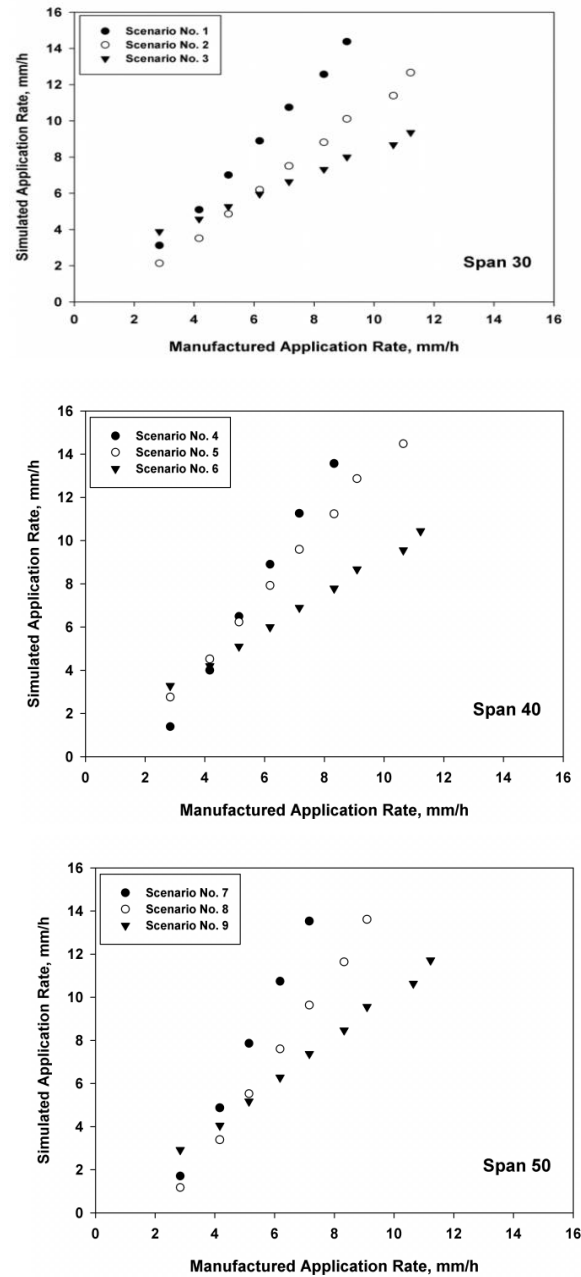 16
14
12
10
8
6
4
2
0
Simulated Application Rate, mm/h
Scenario No. 1
Scenario No. 2
Scenario No. 3
Span 30
0 2 4 6 8 10 12 14 16
Manufactured Application Rate, mm/h
16
14
12
10
8
6
4
2
0
Simulated Application Rate, mm/h
Scenario No. 4
Scenario No. 5
Scenario No. 6
Span 40
0 2 4 6 8 10 12 14 16
Manufactured Application Rate, mm/h
16
14
12
10
8
6
4
2
0
Simulated Application Rate, mm/h
Scenario No. 7
Scenario No. 8
Scenario No. 9
Span 50
0 2 4 6 8 10 12 14 16
Manufactured Application Rate, mm/h